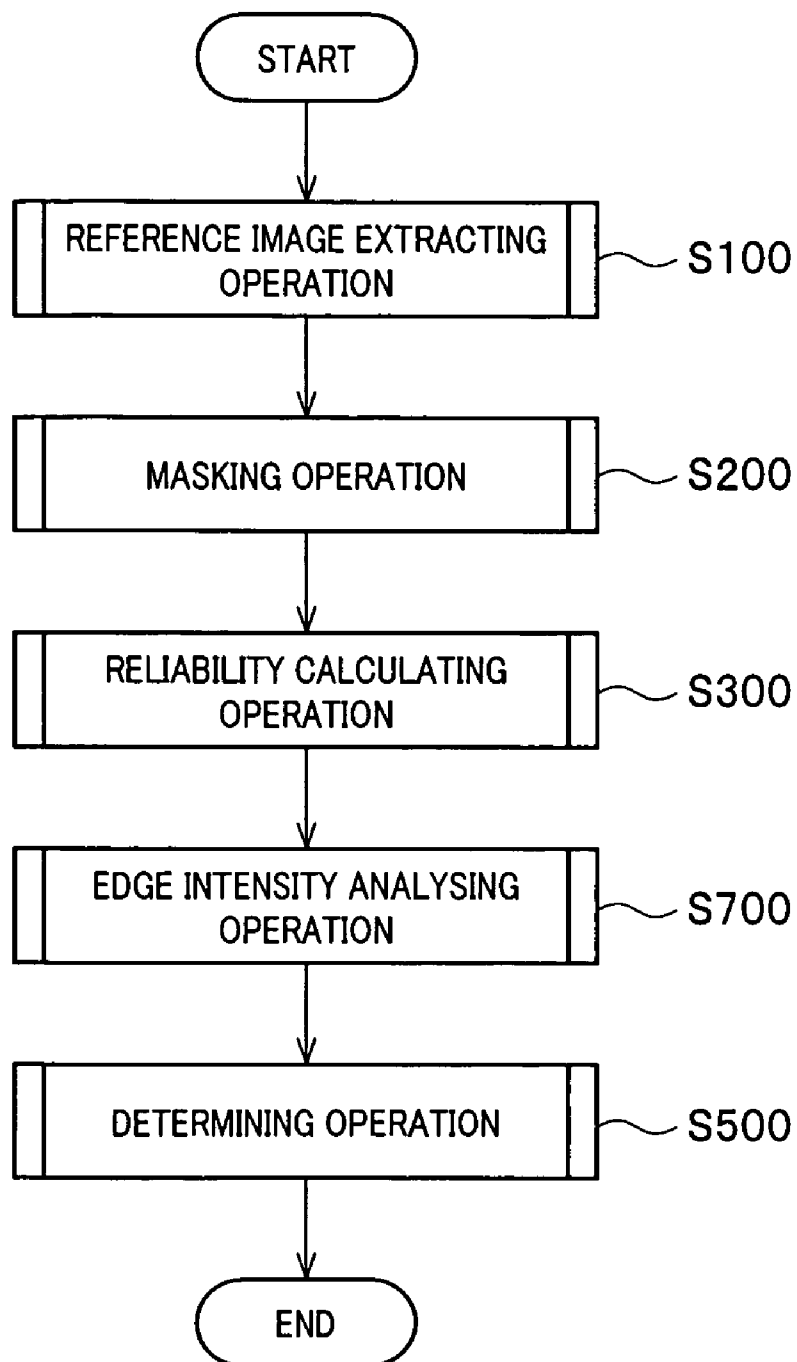 START
REFERENCE IMAGE EXTRACTING
OPERATION
S100
MASKING OPERATION
S200
RELIABILITY CALCULATING
OPERATION
S300
EDGE INTENSITY ANALYSING
OPERATION
S700
DETERMINING OPERATION
S500
END